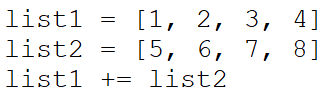 list1 = [1, 2, 3, 4]
list2 = [5, 6, 7, 8]
list1 += list2